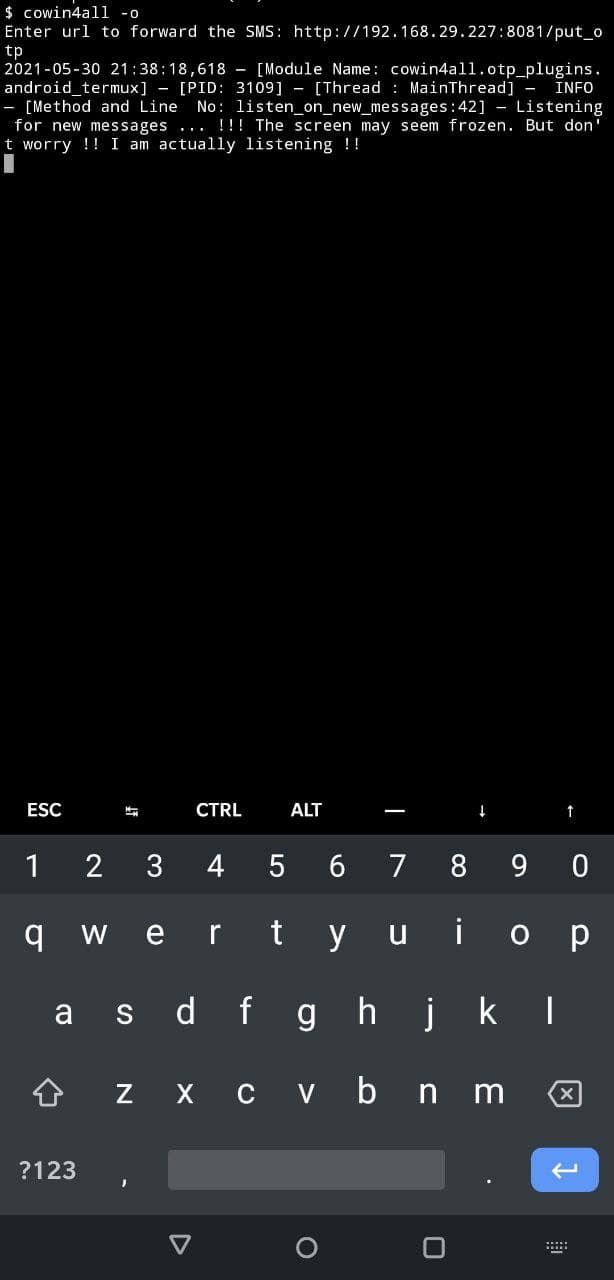 $ cowin4all -o
Enter url to forward the SMS: http://192.168.29.227:8081/put_o
tp
2021-05-30 21:38:18,618 — [Module Name: cowin4all.otp_plugins.
android_termux] — [PID: 3109] — [Thread : MainThread] —  INFO
— [Method and Line  No: listen_on_new_messages:42] — Listening
 for new messages ... !!! The screen may seem frozen. But don'
t worry !! I am actually listening !!
ESC ↹ CTRL ALT — ↓ ↑
1 2 3 4 5 6 7 8 9 0
q w e r t y u i o p
a s d f g h j k l
z x c v b n m
?123 , .